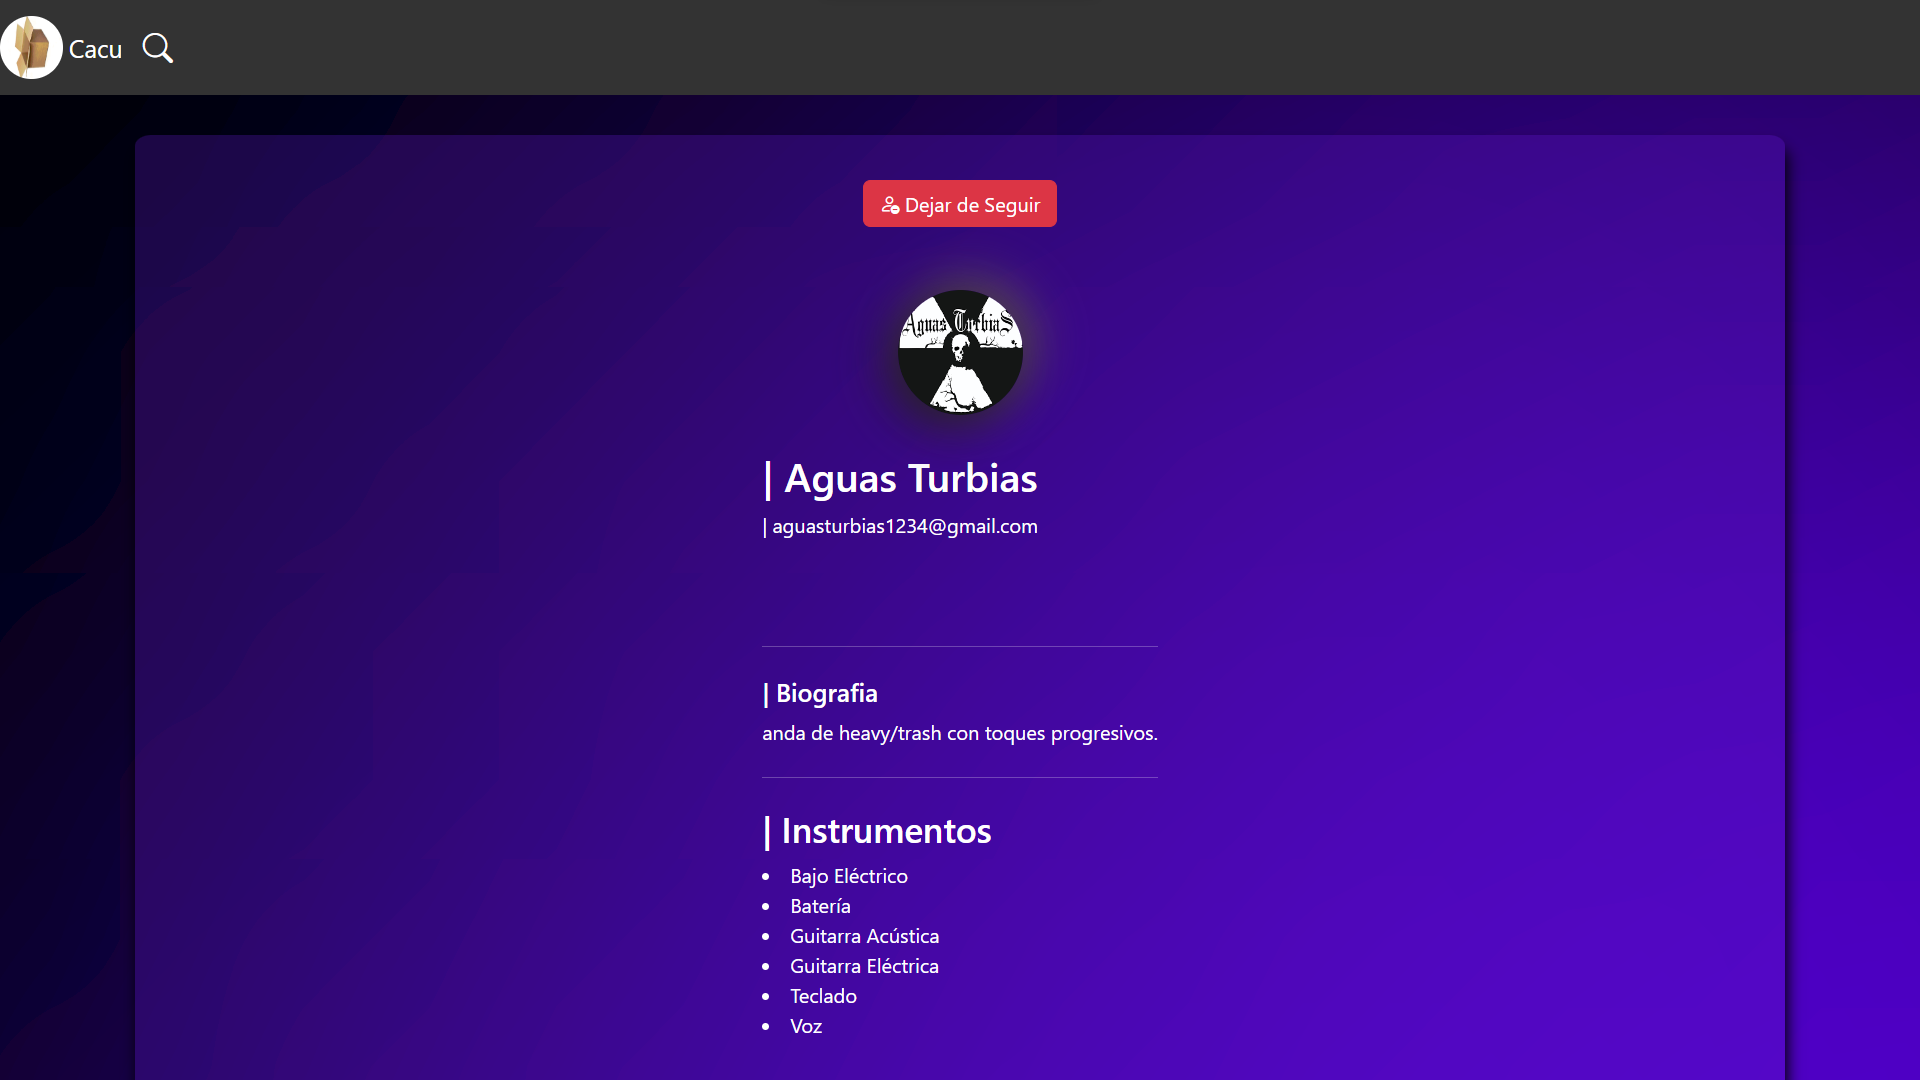 Cacu
Dejar de Seguir
Aguas TurbiaS
| Aguas Turbias
| aguasturbias1234@gmail.com
| Biografia
anda de heavy/trash con toques progresivos.
| Instrumentos
• Bajo Eléctrico
• Batería
• Guitarra Acústica
• Guitarra Eléctrica
• Teclado
• Voz